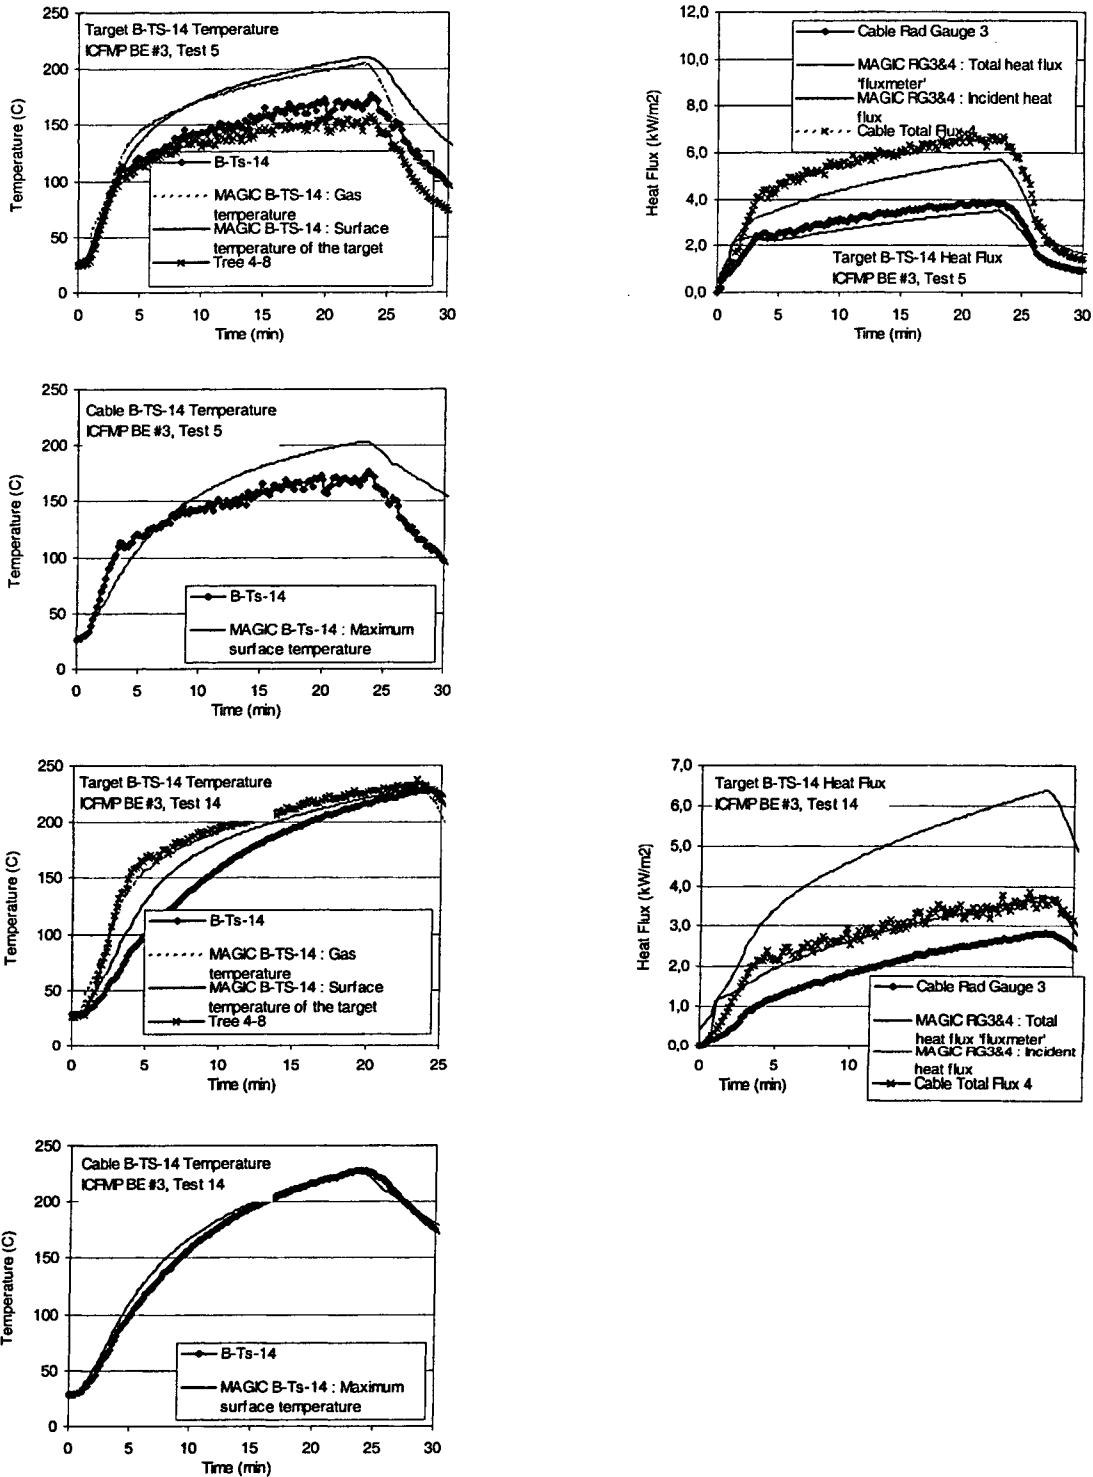 Target B-TS-14 Temperature
ICFMP BE #3, Test 5
Temperature (C)
250
200
150
100
50
0
B-Ts-14
MAGIC B-TS-14 : Gas
temperature
MAGIC B-TS-14 : Surface
temperature of the target
Tree 4-8
0 5 10 15 20 25 30
Time (min)
Heat Flux (kW/m2)
12,0
10,0
8,0
6,0
4,0
2,0
0,0
Cable Rad Gauge 3
MAGIC RG3&4 : Total heat flux
'fluxmeter'
MAGIC RG3&4 : Incident heat
flux
Cable Total Flux 4
Target B-TS-14 Heat Flux
ICFMP BE #3, Test 5
0 5 10 15 20 25 30
Time (min)
Cable B-TS-14 Temperature
ICFMP BE #3, Test 5
Temperature (C)
250
200
150
100
50
0
B-Ts-14
MAGIC B-Ts-14 : Maximum
surface temperature
0 5 10 15 20 25 30
Time (min)
Target B-TS-14 Temperature
ICFMP BE #3, Test 14
Temperature (C)
250
200
150
100
50
0
B-Ts-14
MAGIC B-TS-14 : Gas
temperature
MAGIC B-TS-14 : Surface
temperature of the target
Tree 4-8
0 5 10 15 20 25
Time (min)
Target B-TS-14 Heat Flux
ICFMP BE #3, Test 14
Heat Flux (kW/m2)
7,0
6,0
5,0
4,0
3,0
2,0
1,0
0,0
Cable Rad Gauge 3
MAGIC RG3&4 : Total
heat flux 'fluxmeter'
MAGIC RG3&4 : Incident
heat flux
Cable Total Flux 4
0 5 10
Time (min)
Cable B-TS-14 Temperature
ICFMP BE #3, Test 14
Temperature (C)
250
200
150
100
50
0
B-Ts-14
MAGIC B-Ts-14 : Maximum
surface temperature
0 5 10 15 20 25 30
Time (min)